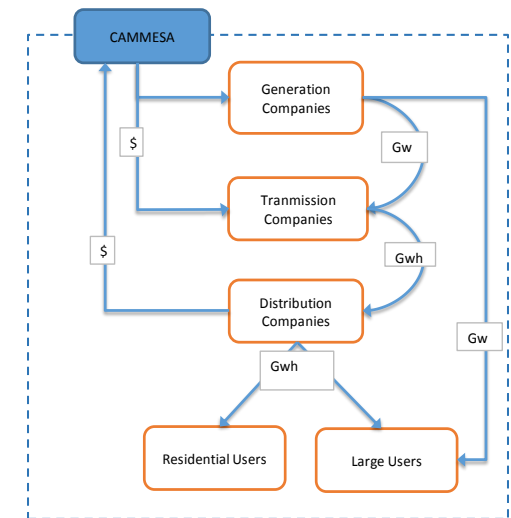 CAMMESA
Generation
Companies
$
Gw
Tranmission
Companies
$
Gwh
Distribution
Companies
Gw
Gwh
Residential Users
Large Users